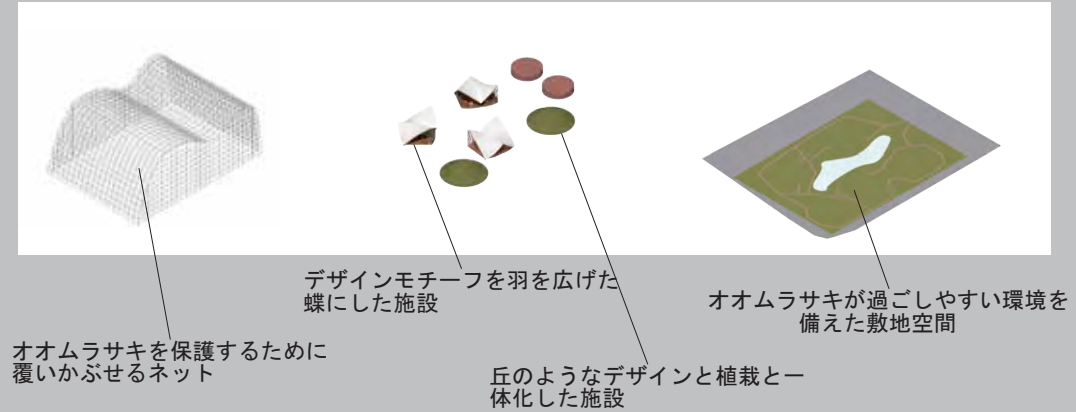 デザインモチーフを羽を広げた
蝶にした施設
オオムラサキが過ごしやすい環境を
備えた敷地空間
オオムラサキを保護するために
覆いかぶせるネット
丘のようなデザインと植栽と一
体化した施設